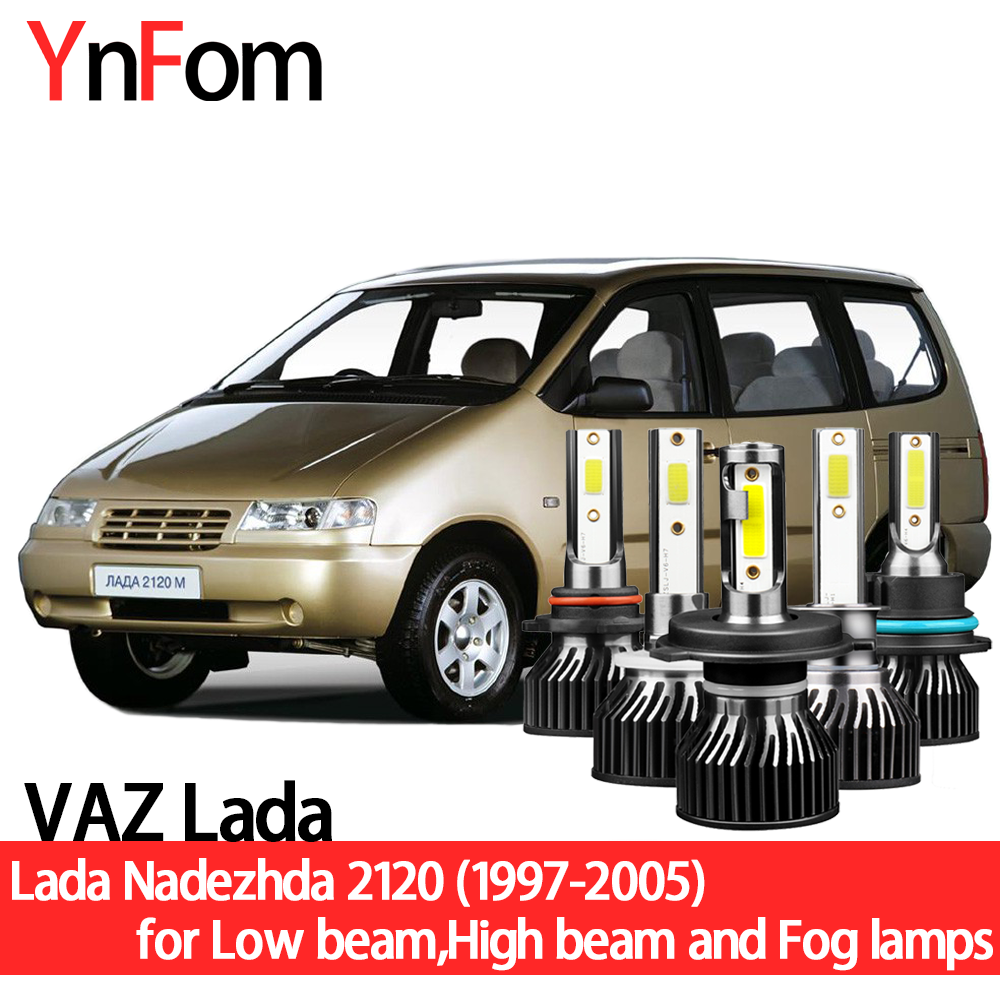 YnFom
ЛАДА 2120 М
VAZ Lada
Lada Nadezhda 2120 (1997-2005)
for Low beam,High beam and Fog lamps